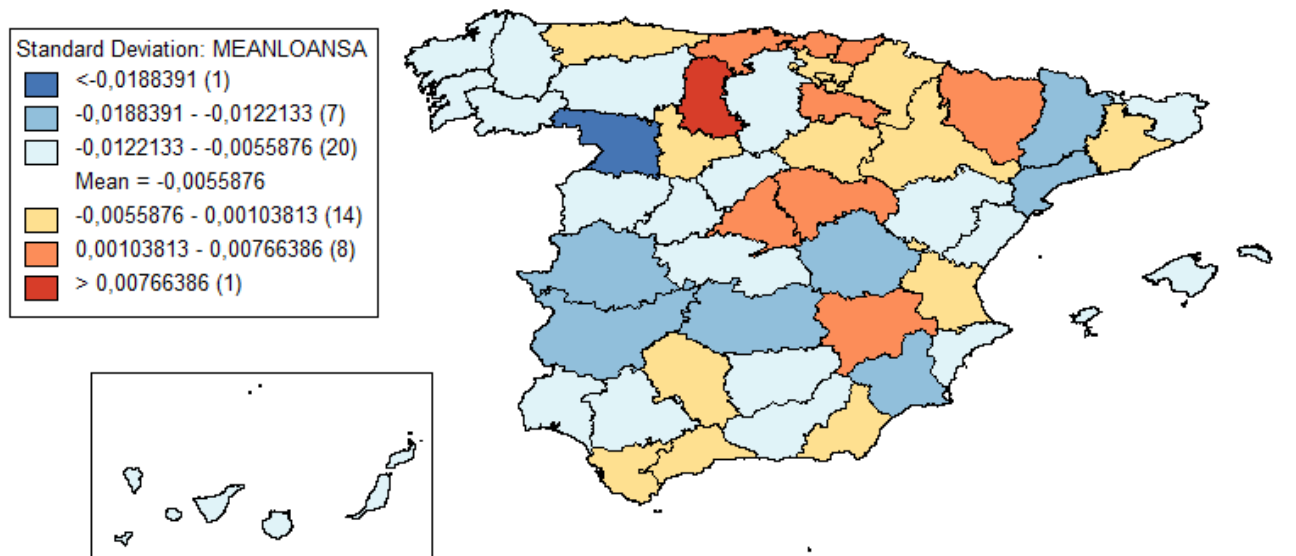 Standard Deviation: MEANLOANSA
<-0,0188391 (1)
-0,0188391 - -0,0122133 (7)
-0,0122133 - -0,0055876 (20)
Mean = -0,0055876
-0,0055876 - 0,00103813 (14)
0,00103813 - 0,00766386 (8)
> 0,00766386 (1)